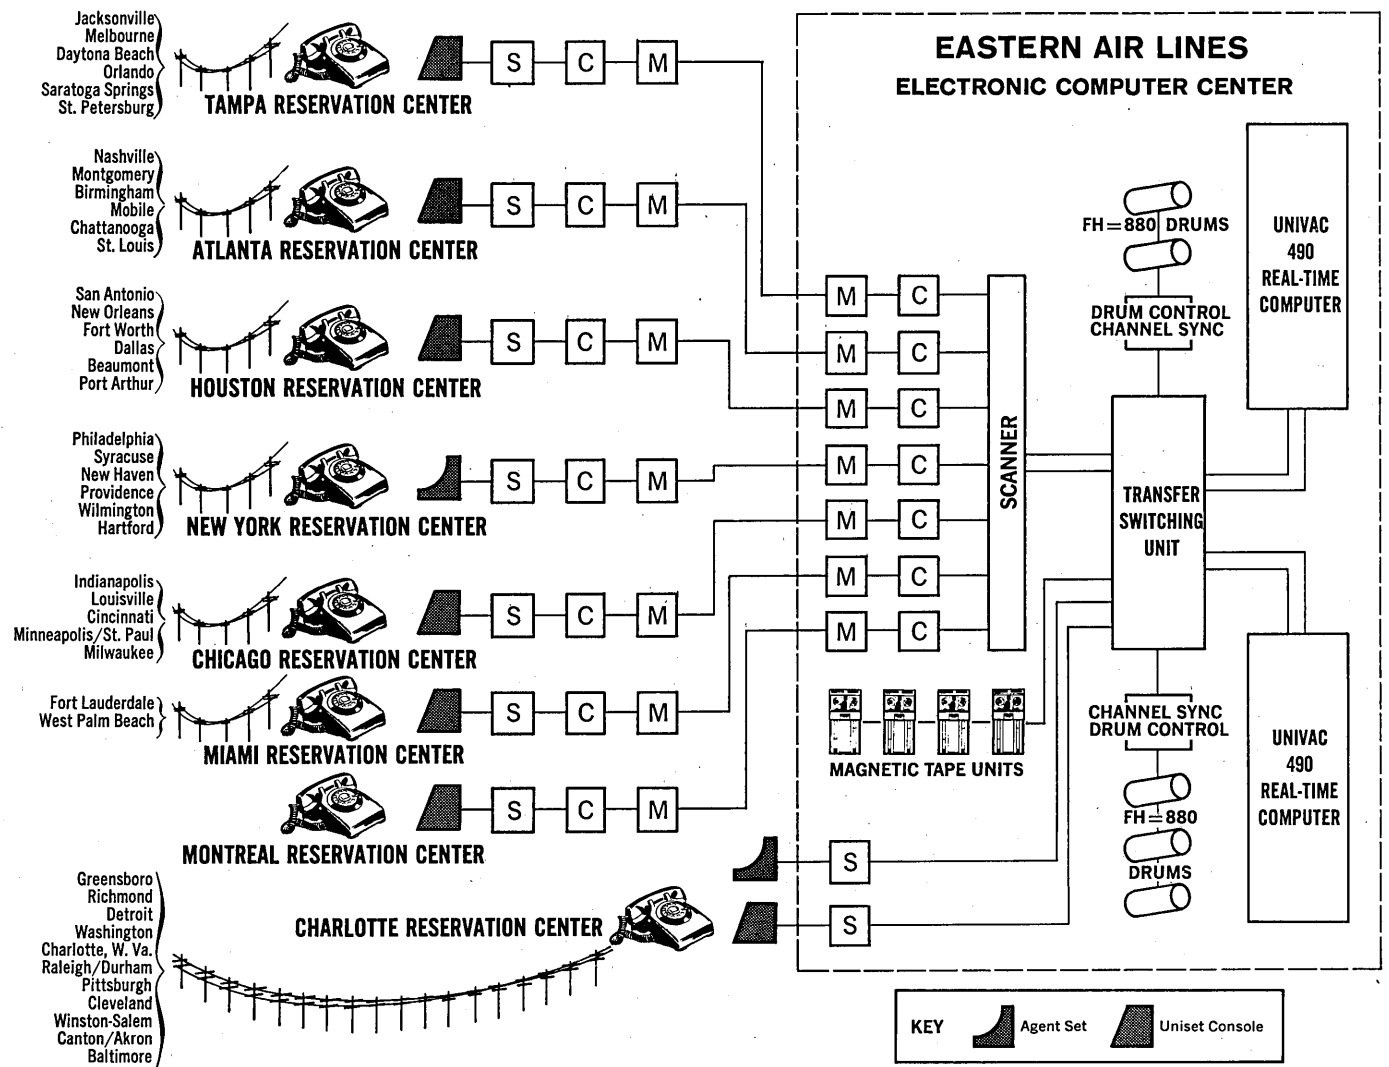 Jacksonville
Melbourne
Daytona Beach
Orlando
Saratoga Springs
St. Petersburg
TAMPA RESERVATION CENTER
S C M
Nashville
Montgomery
Birmingham
Mobile
Chattanooga
St. Louis
ATLANTA RESERVATION CENTER
S C M
San Antonio
New Orleans
Fort Worth
Dallas
Beaumont
Port Arthur
HOUSTON RESERVATION CENTER
S C M
Philadelphia
Syracuse
New Haven
Providence
Wilmington
Hartford
NEW YORK RESERVATION CENTER
S C M
Indianapolis
Louisville
Cincinnati
Minneapolis/St. Paul
Milwaukee
CHICAGO RESERVATION CENTER
S C M
Fort Lauderdale
West Palm Beach
MIAMI RESERVATION CENTER
S C M
MONTREAL RESERVATION CENTER
S C M
Greensboro
Richmond
Detroit
Washington
Charlotte, W. Va.
Raleigh/Durham
Pittsburgh
Cleveland
Winston-Salem
Canton/Akron
Baltimore
CHARLOTTE RESERVATION CENTER
EASTERN AIR LINES
ELECTRONIC COMPUTER CENTER
M C
M C
M C
M C
M C
M C
M C
SCANNER
FH=880 DRUMS
DRUM CONTROL
CHANNEL SYNC
UNIVAC
490
REAL-TIME
COMPUTER
TRANSFER
SWITCHING
UNIT
MAGNETIC TAPE UNITS
CHANNEL SYNC
DRUM CONTROL
FH=880
DRUMS
UNIVAC
490
REAL-TIME
COMPUTER
S
S
KEY
Agent Set
Uniset Console